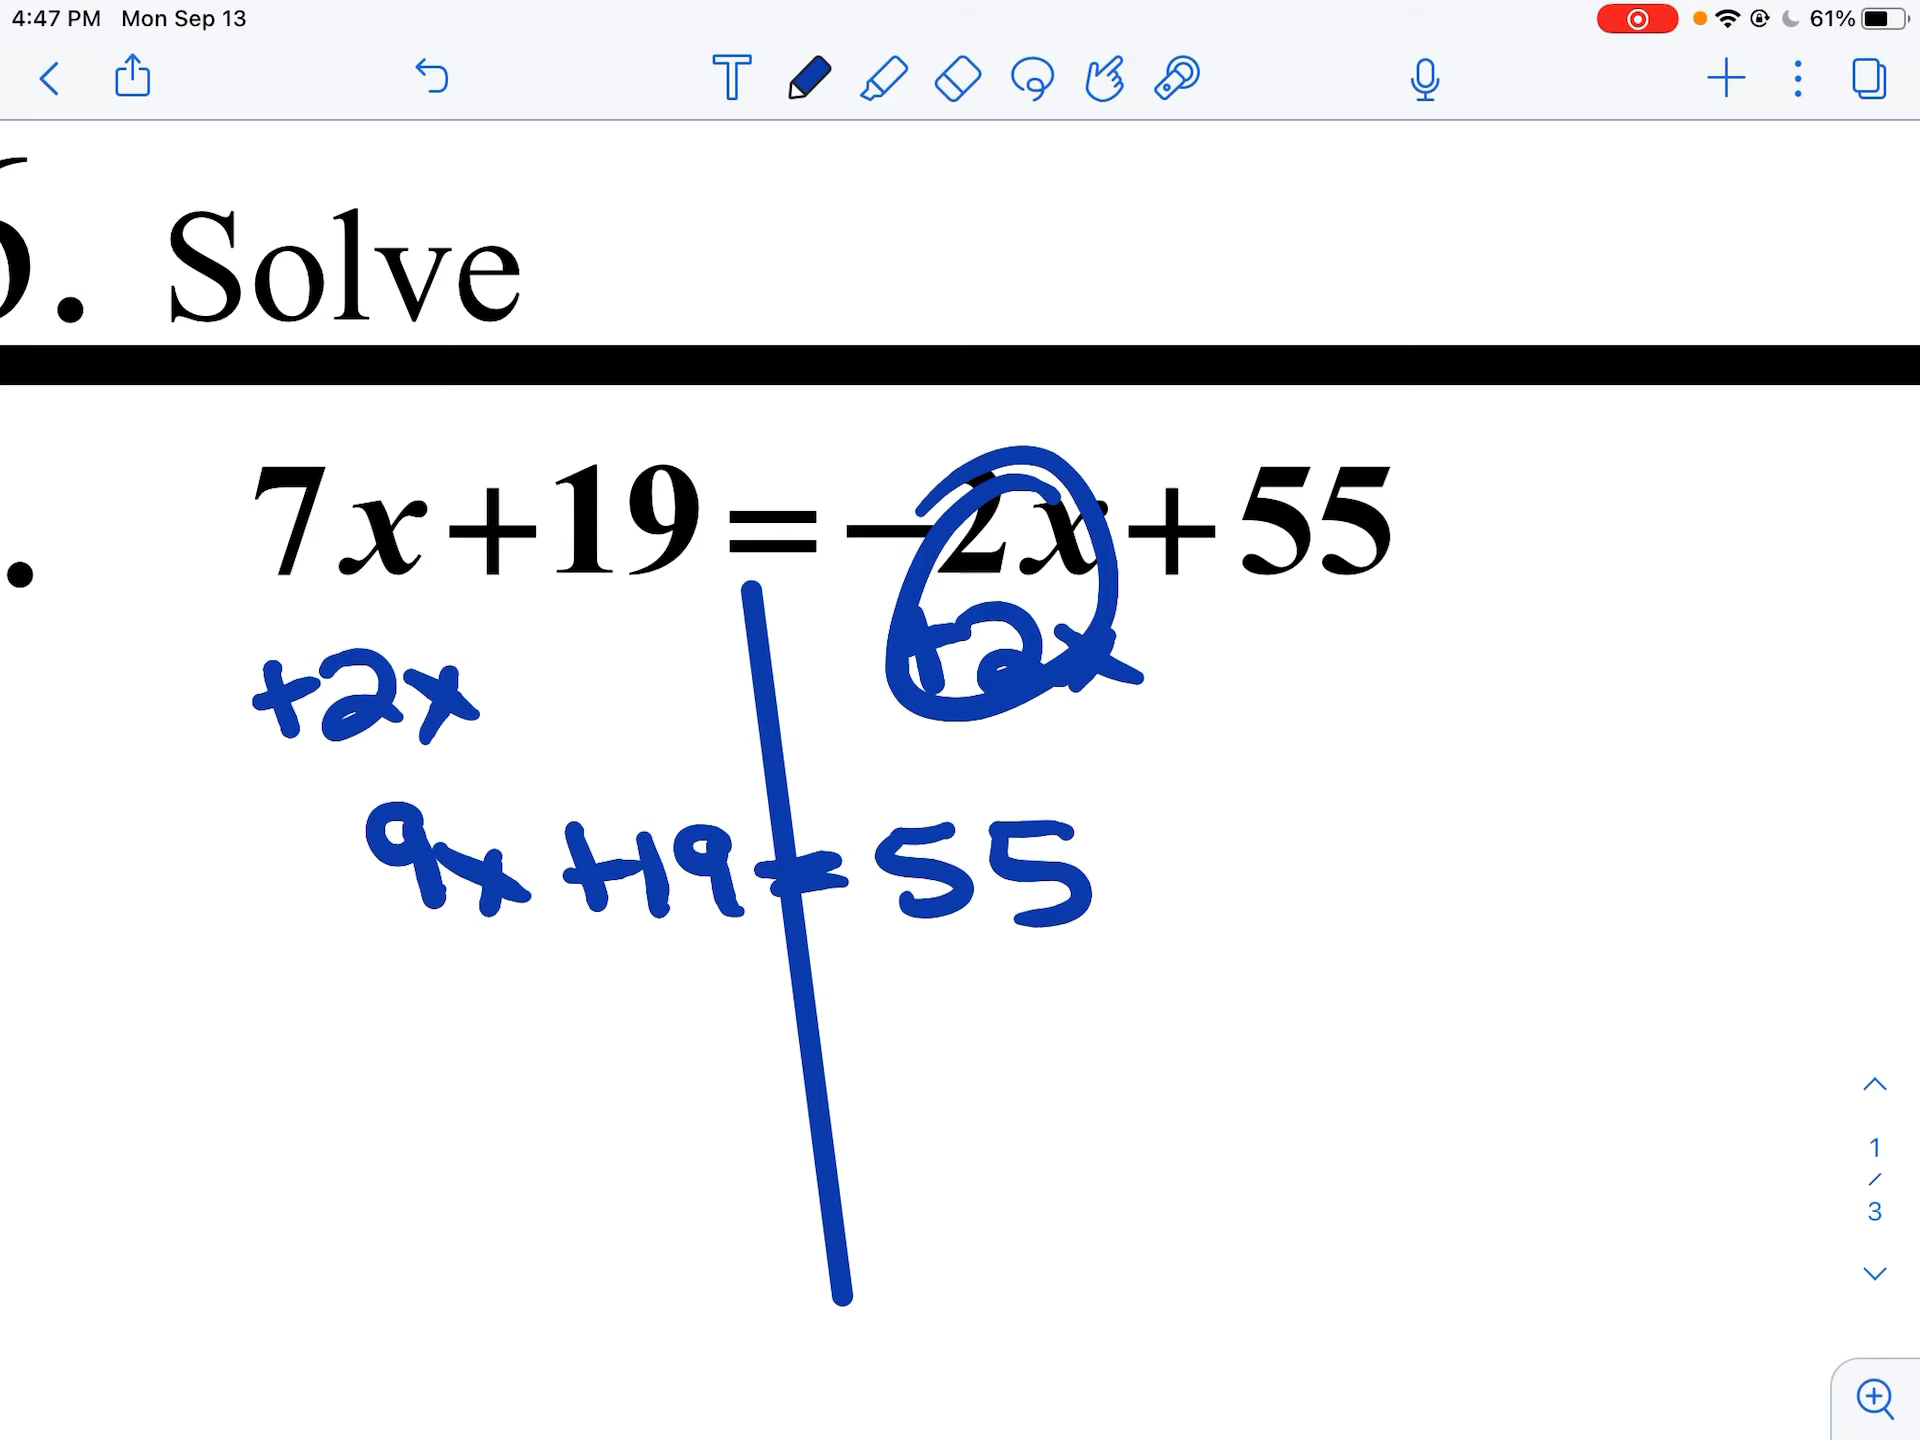 4:47 PM Mon Sep 13 61%
. Solve
. 7x+19=-2x+55
+2x +2x
9x +19 = 55
1
/
3